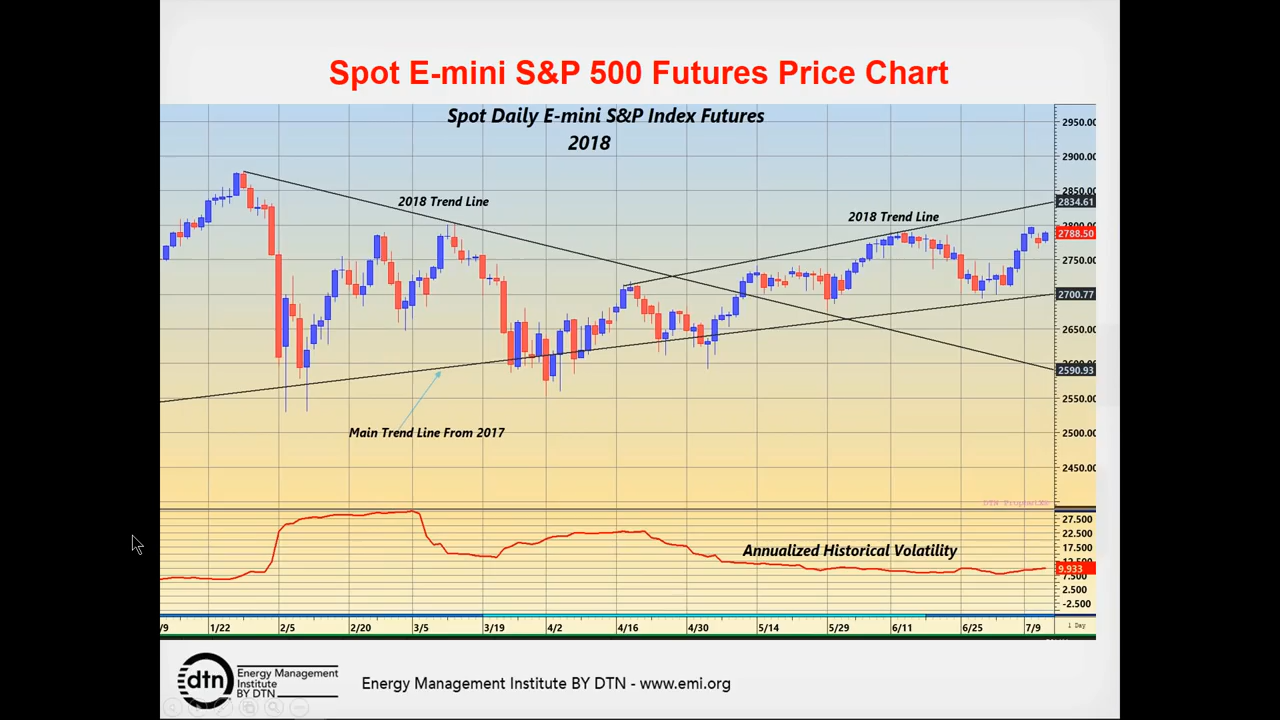 Spot E-mini S&P 500 Futures Price Chart
Spot Daily E-mini S&P Index Futures
2018
2950.00
2900.00
2850.00
2834.61
2018 Trend Line
2018 Trend Line
2788.50
2750.00
2700.77
2650.00
2590.93
2550.00
Main Trend Line From 2017
2500.00
2450.00
DTN ProphetX
27.500
22.500
17.500
Annualized Historical Volatility
9.933
7.500
2.500
-2.500
/9 1/22 2/5 2/20 3/5 3/19 4/2 4/16 4/30 5/14 5/29 6/11 6/25 7/9 1 Day
dtn Energy Management
Institute
BY DTN
Energy Management Institute BY DTN - www.emi.org